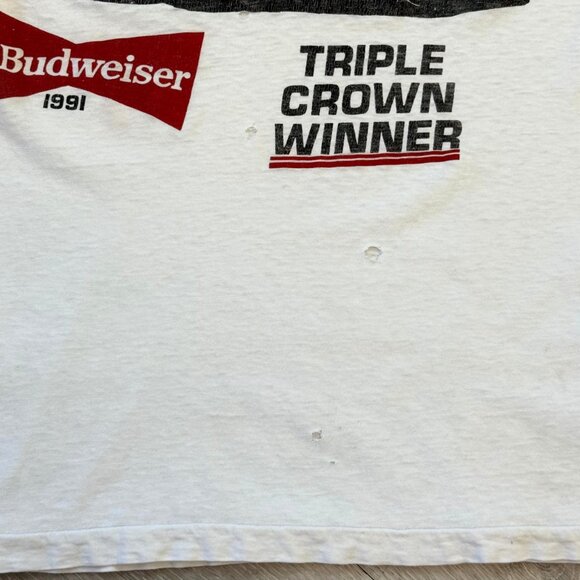 Budweiser
1991
TRIPLE
CROWN
WINNER